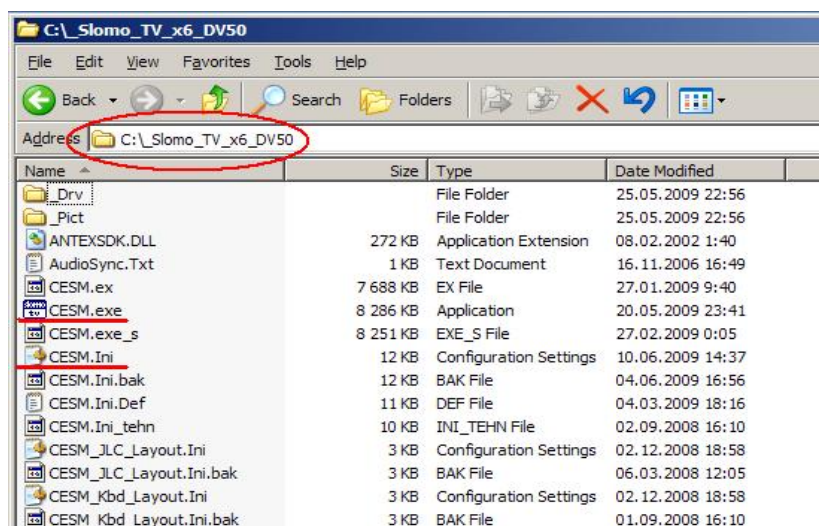 C:\_Slomo_TV_x6_DV50
File Edit View Favorites Tools Help
Back Search Folders
Address C:\_Slomo_TV_x6_DV50
Name Size Type Date Modified
_Drv File Folder 25.05.2009 22:56
_Pict File Folder 25.05.2009 22:56
ANTEXSDK.DLL 272 KB Application Extension 08.02.2002 1:40
AudioSync.Txt 1 KB Text Document 16.11.2006 16:49
CESM.ex 7 688 KB EX File 27.01.2009 9:40
CESM.exe 8 286 KB Application 20.05.2009 23:41
CESM.exe_s 8 251 KB EXE_S File 27.02.2009 0:05
CESM.Ini 12 KB Configuration Settings 10.06.2009 14:37
CESM.Ini.bak 12 KB BAK File 04.06.2009 16:56
CESM.Ini.Def 11 KB DEF File 04.03.2009 18:16
CESM.Ini_tehn 10 KB INI_TEHN File 02.09.2008 16:10
CESM_JLC_Layout.Ini 3 KB Configuration Settings 02.12.2008 18:58
CESM_JLC_Layout.Ini.bak 3 KB BAK File 06.03.2008 12:05
CESM_Kbd_Layout.Ini 3 KB Configuration Settings 02.12.2008 18:58
CESM_Kbd_Layout.Ini.bak 3 KB BAK File 01.09.2008 16:10